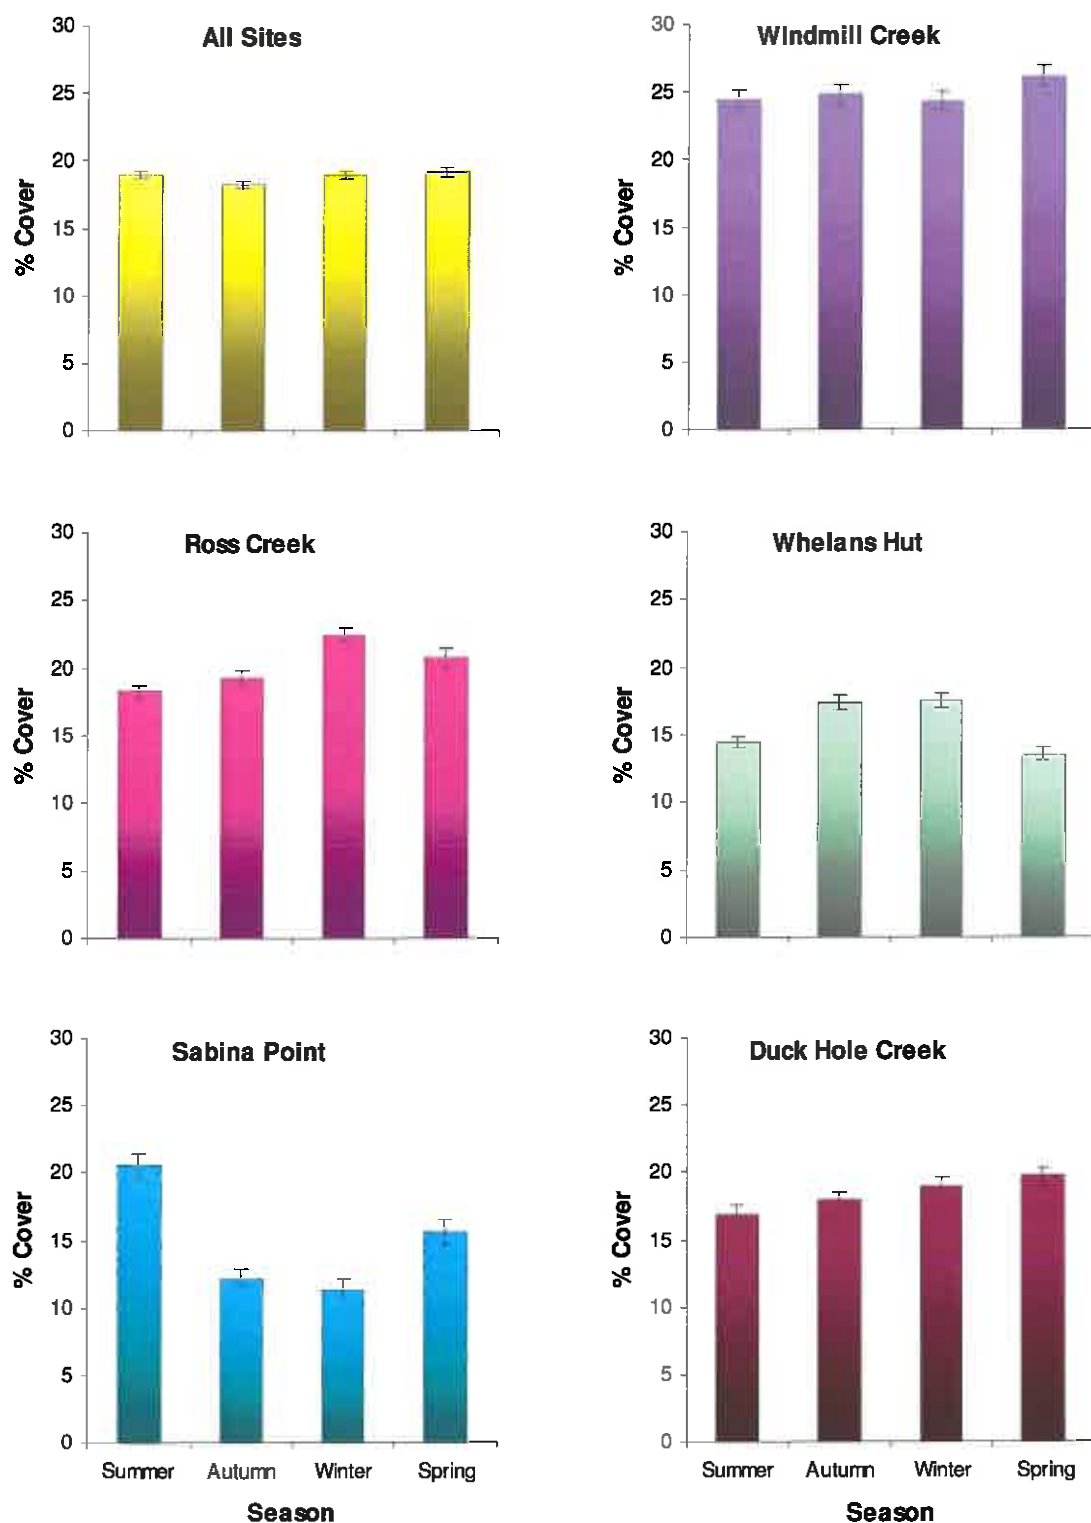 All Sites
% Cover
30
25
20
15
10
5
0
Windmill Creek
% Cover
30
25
20
15
10
5
0
Ross Creek
% Cover
30
25
20
15
10
5
0
Whelans Hut
% Cover
30
25
20
15
10
5
0
Sabina Point
% Cover
30
25
20
15
10
5
0
Summer Autumn Winter Spring
Season
Duck Hole Creek
% Cover
30
25
20
15
10
5
0
Summer Autumn Winter Spring
Season